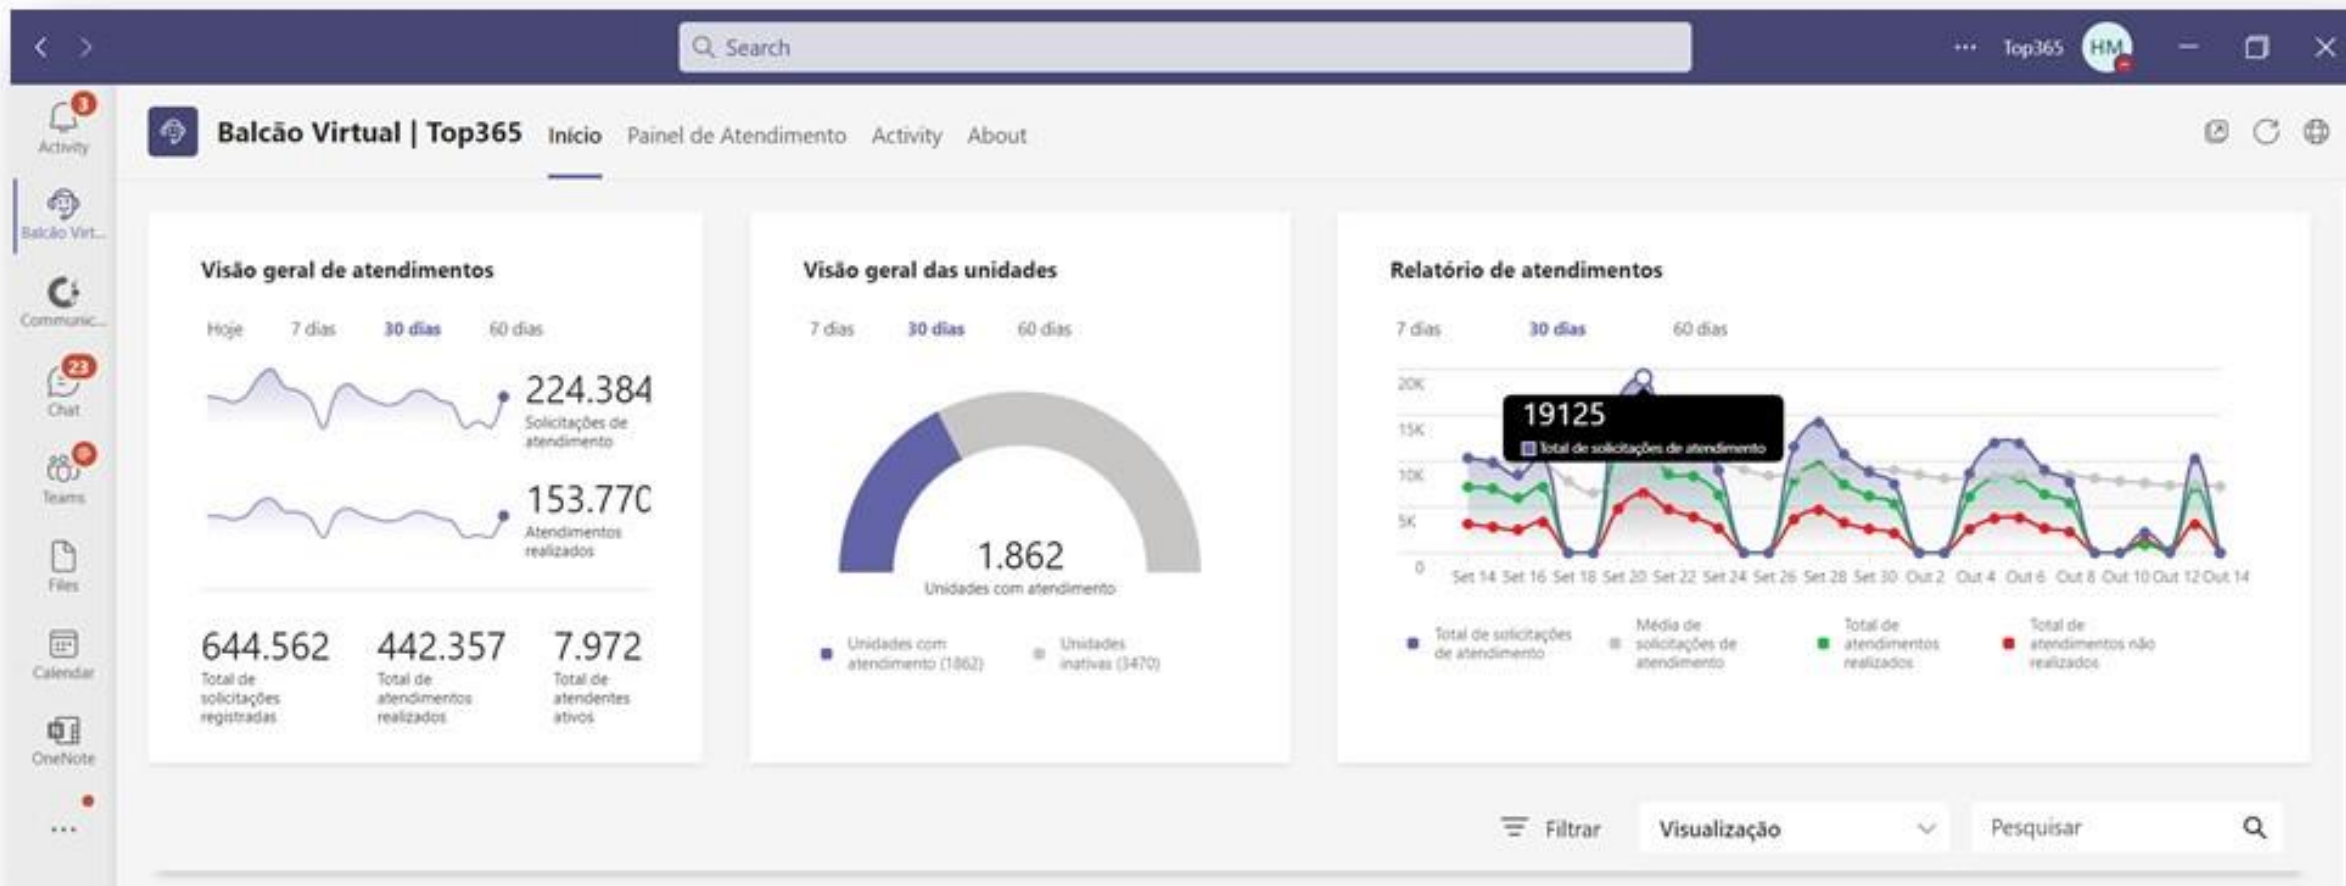 Search
Top365
HM
3
Activity
Balcão Virtual | Top365
Início
Painel de Atendimento
Activity
About
Balcão Virt...
Communic...
23
Chat
@
Teams
Files
Calendar
OneNote
Visão geral de atendimentos
Hoje
7 dias
30 dias
60 dias
224.384
Solicitações de
atendimento
153.770
Atendimentos
realizados
644.562
Total de
solicitações
registradas
442.357
Total de
atendimentos
realizados
7.972
Total de
atendentes
ativos
Visão geral das unidades
7 dias
30 dias
60 dias
1.862
Unidades com atendimento
Unidades com
atendimento (1862)
Unidades
inativas (3470)
Relatório de atendimentos
7 dias
30 dias
60 dias
20K
15K
10K
5K
0
19125
Total de solicitações de atendimento
Set 14 Set 16 Set 18 Set 20 Set 22 Set 24 Set 26 Set 28 Set 30 Out 2 Out 4 Out 6 Out 8 Out 10 Out 12 Out 14
Total de solicitações
de atendimento
Média de
solicitações de
atendimento
Total de
atendimentos
realizados
Total de
atendimentos não
realizados
Filtrar
Visualização
Pesquisar